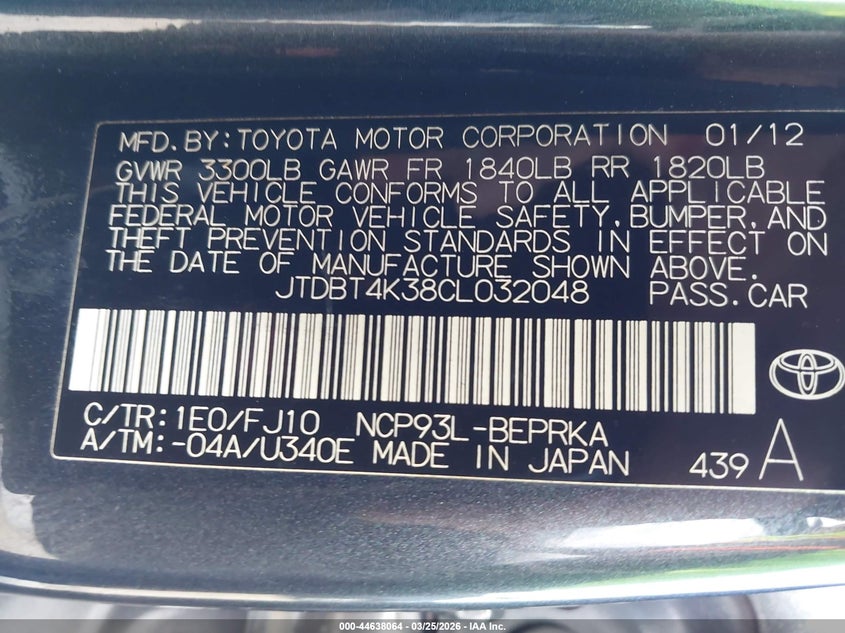 MFD.BY:TOYOTA MOTOR CORPORATION 01/12
GVWR 3300LB GAWR FR 1840LB RR 1820LB
THIS VEHICLE CONFORMS TO ALL APPLICABLE
FEDERAL MOTOR VEHICLE SAFETY,BUMPER,AND
THEFT PREVENTION STANDARDS IN EFFECT ON
THE DATE OF MANUFACTURE SHOWN ABOVE.
JTDBT4K38CL032048 PASS.CAR
C/TR:1E0/FJ10 NCP93L-BEPRKA
A/TM:-04A/U340E MADE IN JAPAN 439 A
000-44638064 - 03/25/2026 - IAA Inc.